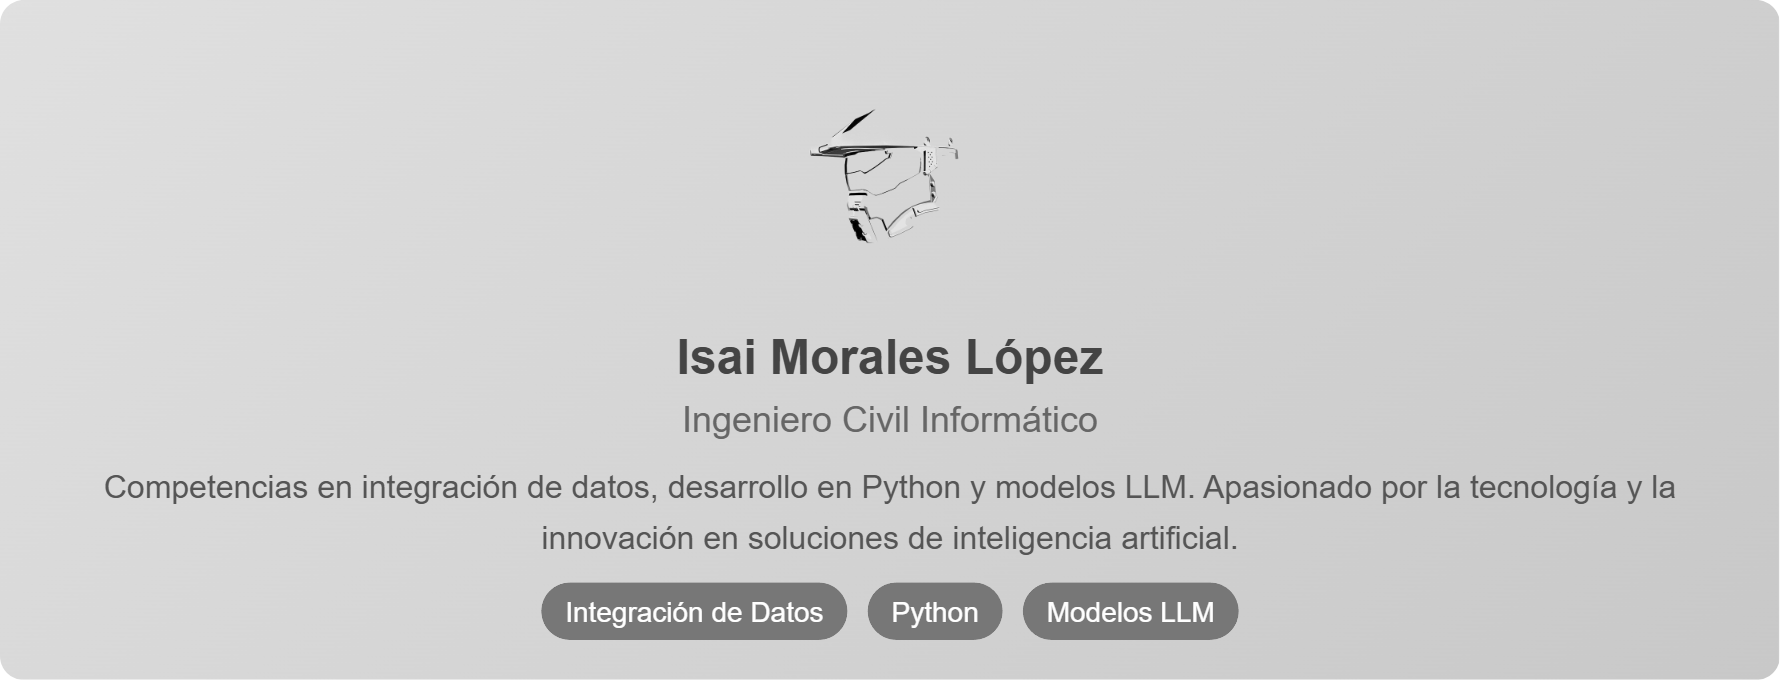 Isai Morales López
Ingeniero Civil Informático
Competencias en integración de datos, desarrollo en Python y modelos LLM. Apasionado por la tecnología y la
innovación en soluciones de inteligencia artificial.
Integración de Datos Python Modelos LLM